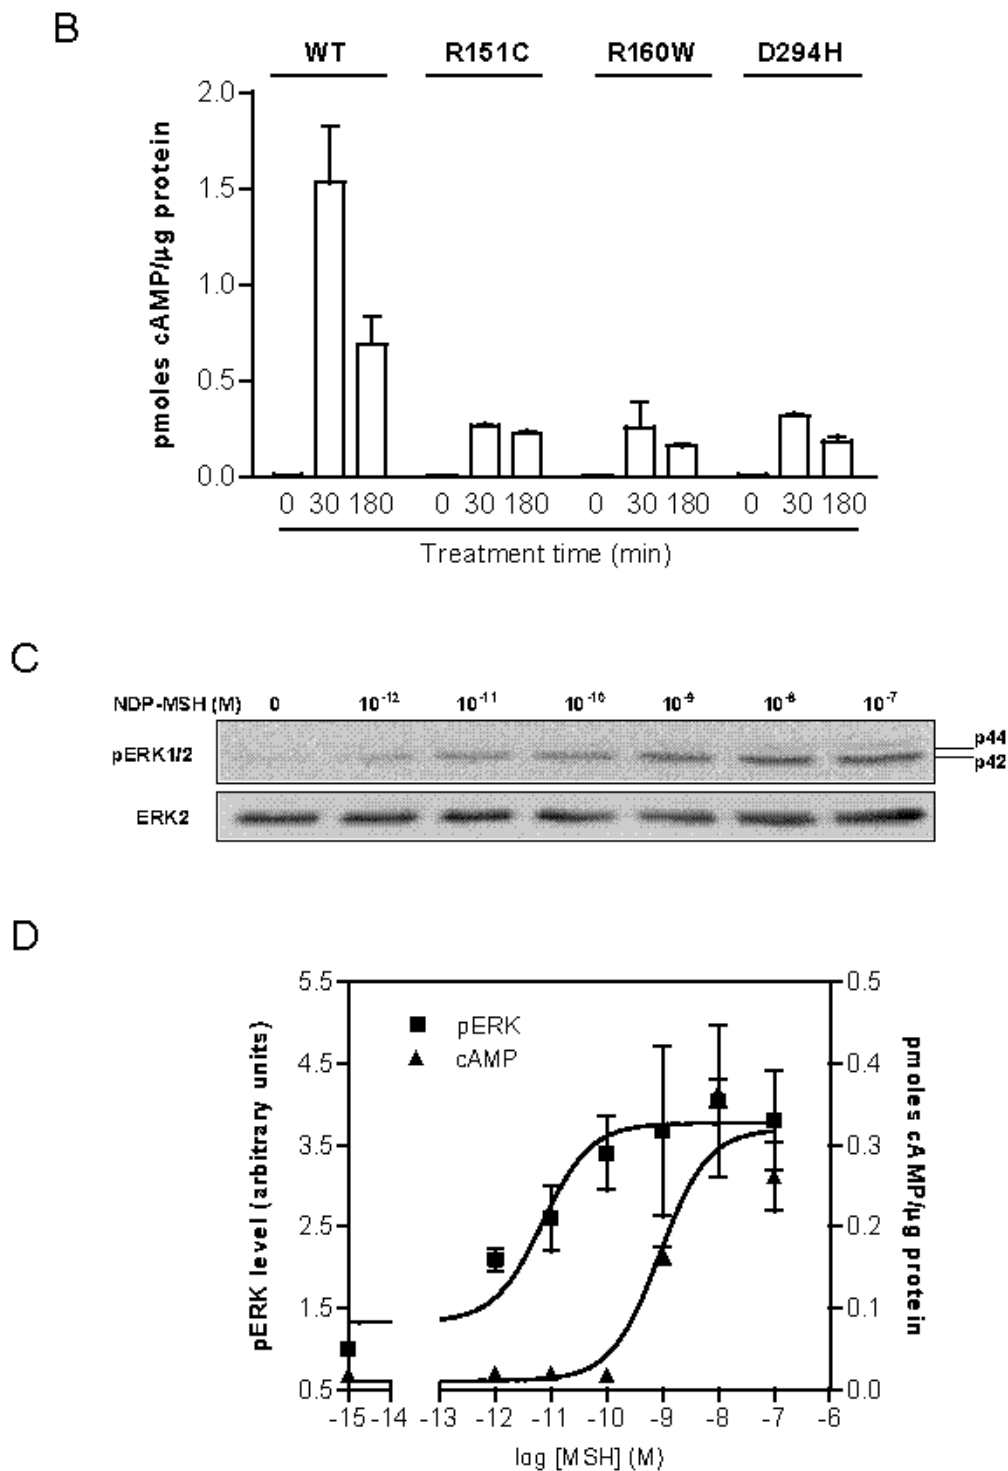 B
WT R151C R160W D294H
2.0
1.5
1.0
0.5
0.0
pmoles cAMP/µg protein
0 30 180 0 30 180 0 30 180 0 30 180
Treatment time (min)
C
NDP-MSH (M) 0 10-12 10-11 10-10 10-9 10-8 10-7
pERK1/2
p44
p42
ERK2
D
5.5
4.5
3.5
2.5
1.5
0.5
pERK level (arbitrary units)
pERK
cAMP
0.5
0.4
0.3
0.2
0.1
0.0
pmoles cAMP/µg protein
-15 -14 -13 -12 -11 -10 -9 -8 -7 -6
log [MSH] (M)